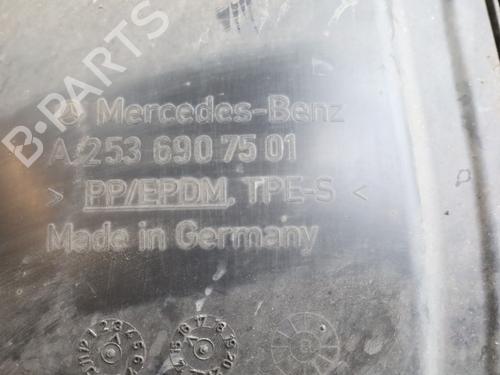 B-PARTS
Mercedes-Benz
A 253 690 75 01
> PP/EPDM, TPE-S <
Made in Germany